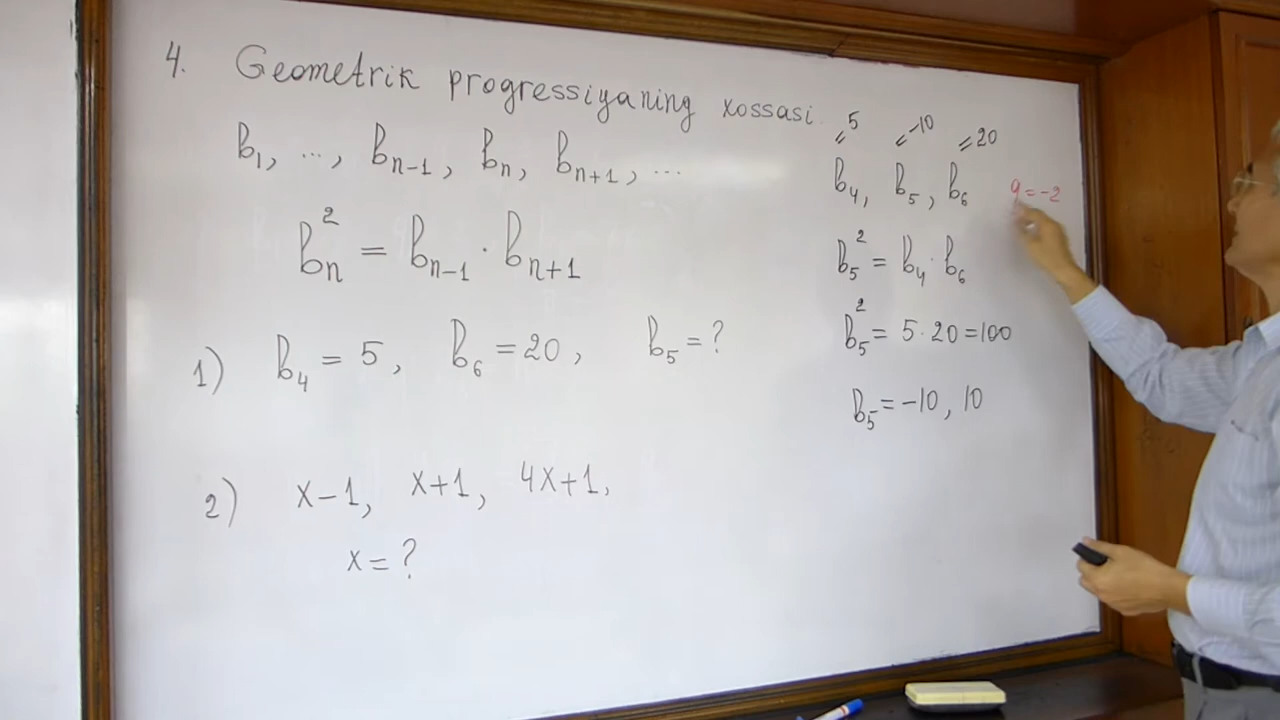 4. Geometrik progressiyaning xossasi
b₁, ..., bₙ₋₁, bₙ, bₙ₊₁, ...
bₙ² = bₙ₋₁ · bₙ₊₁
1) b₄ = 5, b₆ = 20, b₅ = ?
2) x-1, x+1, 4x+1,
x = ?
=5 =-10 =20
b₄, b₅, b₆ q=-2
b₅² = b₄ · b₆
b₅² = 5 · 20 = 100
b₅ = -10, 10